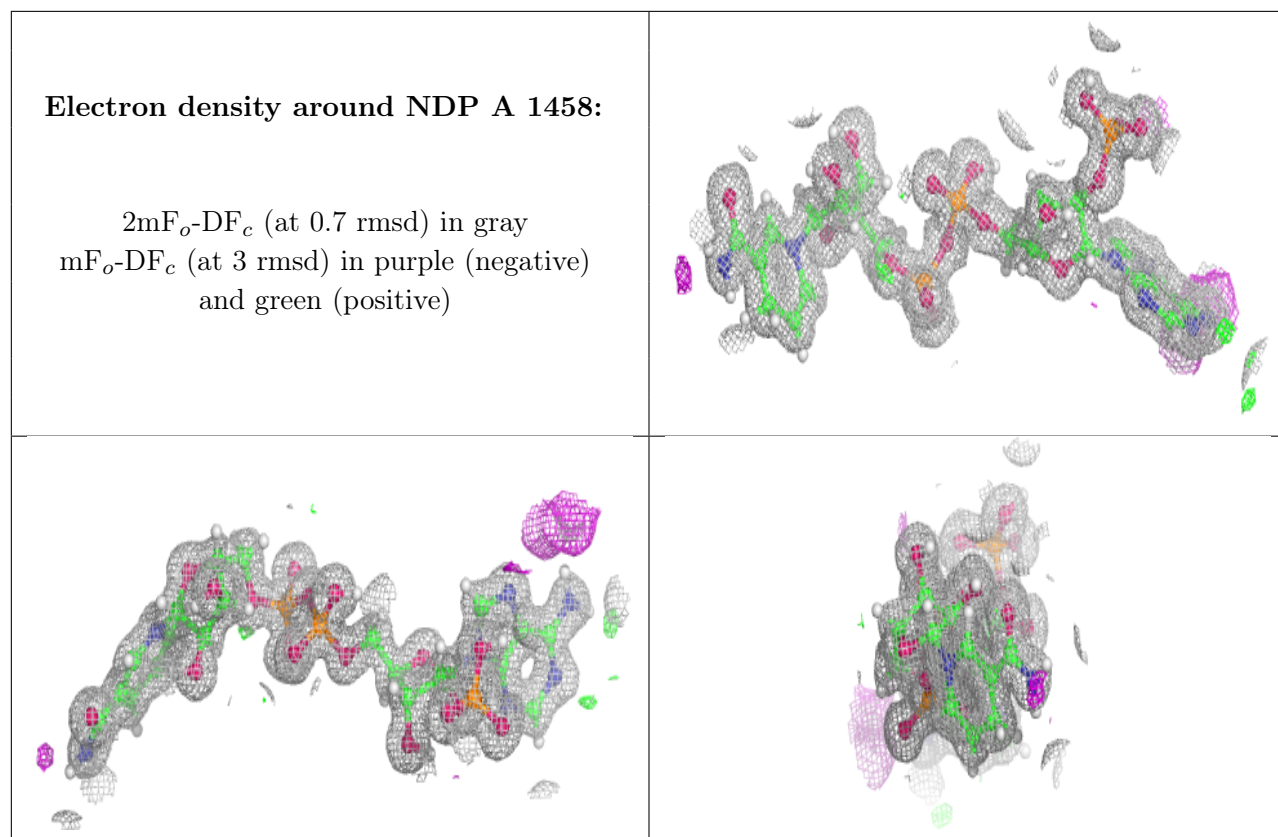 Electron density around NDP A 1458:
2mFₒ-DF𝒸 (at 0.7 rmsd) in gray
mFₒ-DF𝒸 (at 3 rmsd) in purple (negative)
and green (positive)